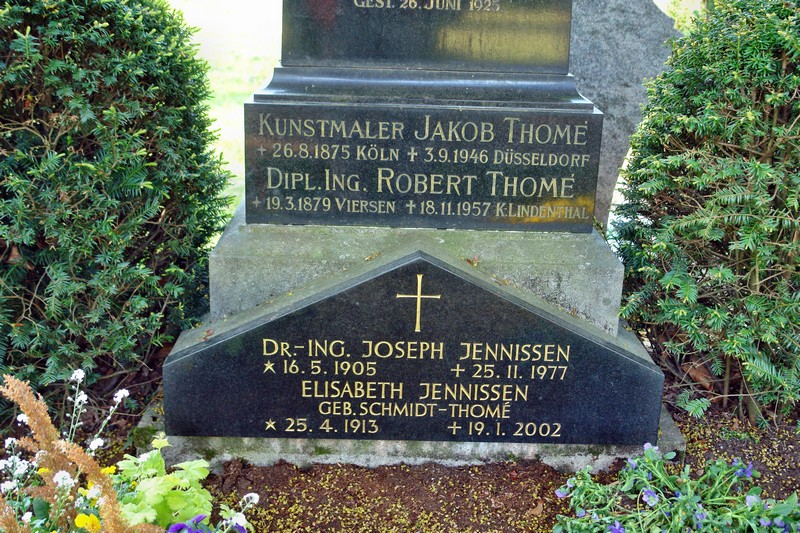 GEST. 26. JUNI 1925
KUNSTMALER JAKOB THOMÉ
+ 26.8.1875 KÖLN + 3.9.1946 DÜSSELDORF
DIPL. ING. ROBERT THOMÉ
+ 19.3.1879 VIERSEN + 18.11.1957 K.LINDENTHAL
DR.-ING. JOSEPH JENNISSEN
★ 16. 5. 1905 + 25. 11. 1977
ELISABETH JENNISSEN
GEB. SCHMIDT-THOMÉ
★ 25. 4. 1913 + 19. 1. 2002